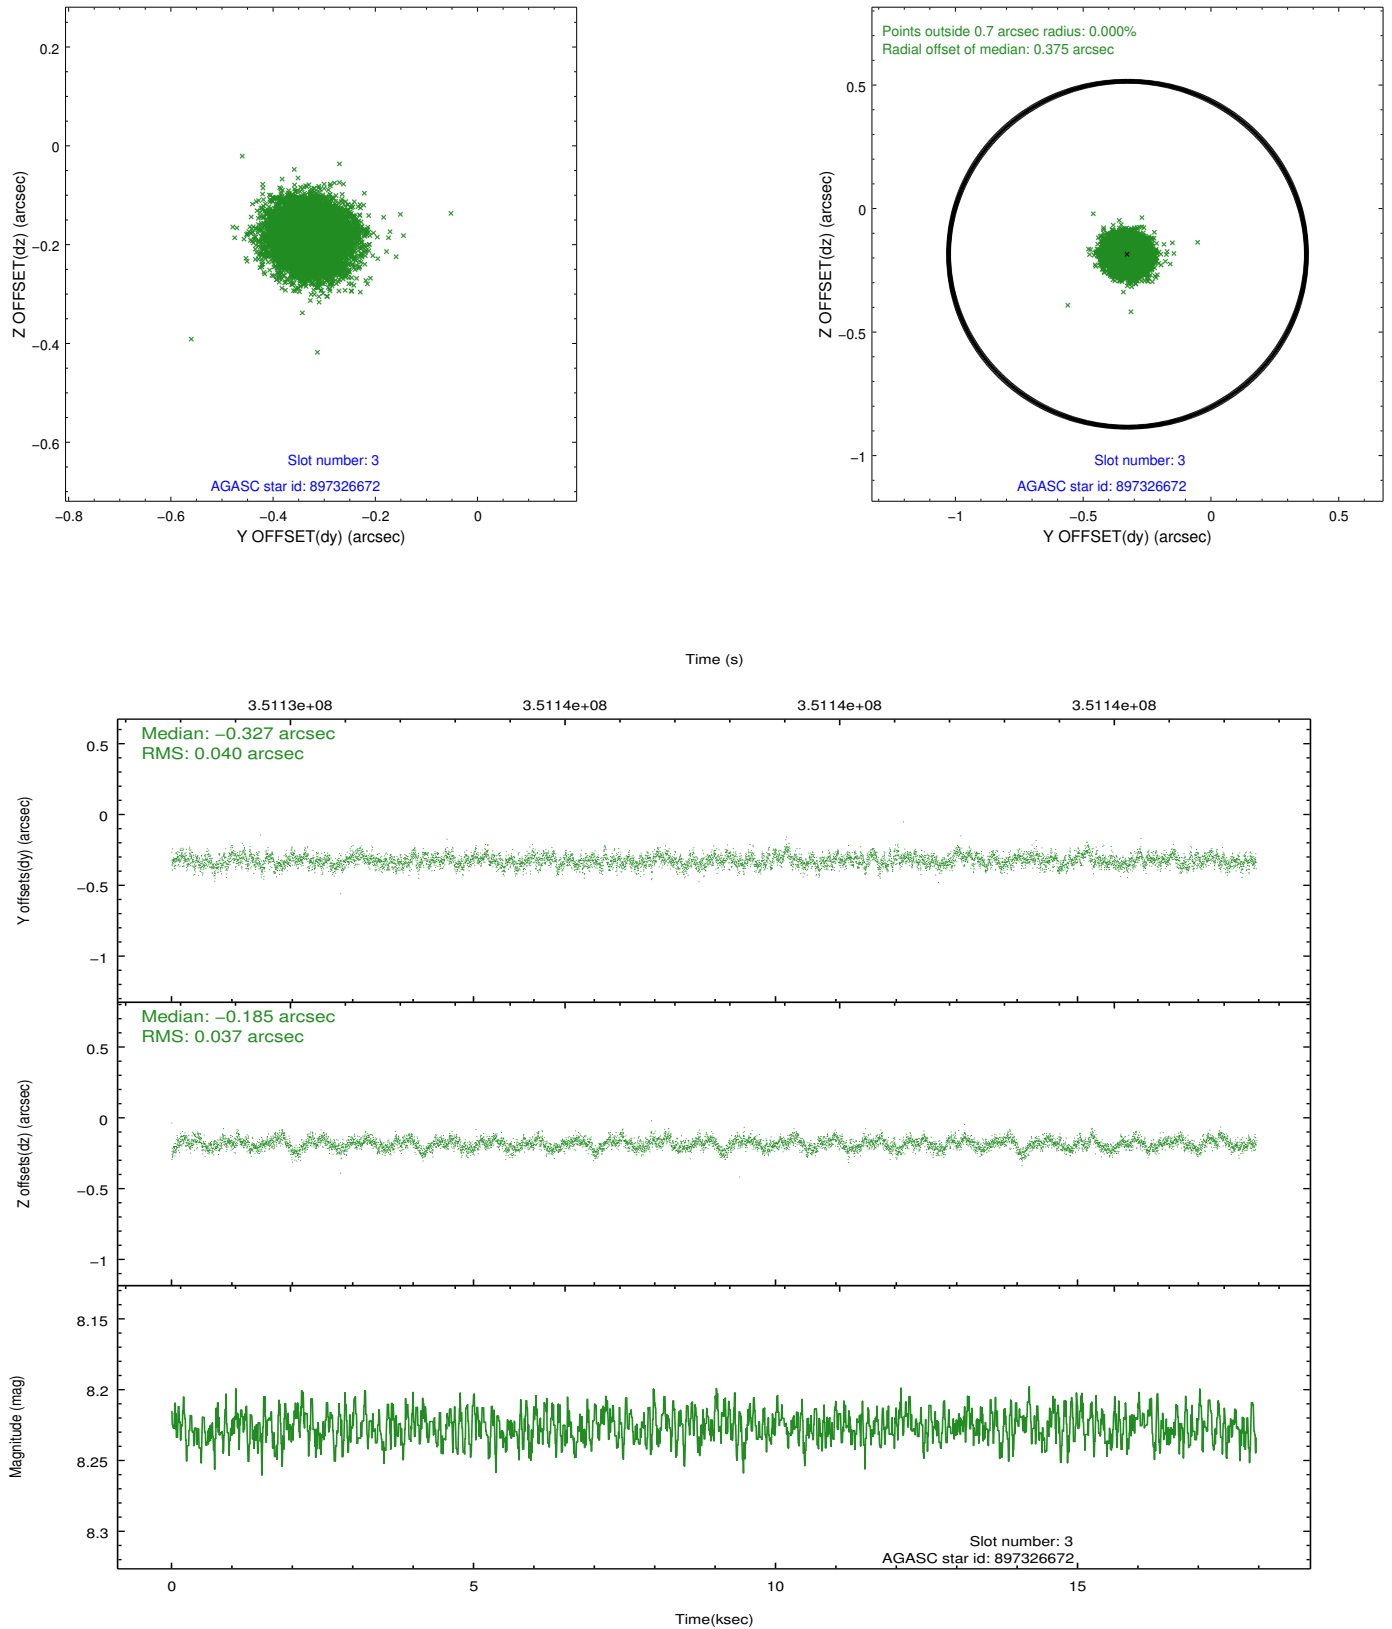 0.2
0
−0.2
−0.4
−0.6
Z OFFSET(dz) (arcsec)
Slot number: 3
AGASC star id: 897326672
−0.8
−0.6
−0.4
−0.2
0
Y OFFSET(dy) (arcsec)
Points outside 0.7 arcsec radius: 0.000%
Radial offset of median: 0.375 arcsec
0.5
0
−0.5
−1
Z OFFSET(dz) (arcsec)
Slot number: 3
AGASC star id: 897326672
−1
−0.5
0
0.5
Y OFFSET(dy) (arcsec)
Time (s)
3.5113e+08
3.5114e+08
3.5114e+08
3.5114e+08
Median: −0.327 arcsec
RMS: 0.040 arcsec
0.5
0
−0.5
−1
Y offsets(dy) (arcsec)
Median: −0.185 arcsec
RMS: 0.037 arcsec
0.5
0
−0.5
−1
Z offsets(dz) (arcsec)
8.15
8.2
8.25
8.3
Magnitude (mag)
Slot number: 3
AGASC star id: 897326672
0
5
10
15
Time(ksec)